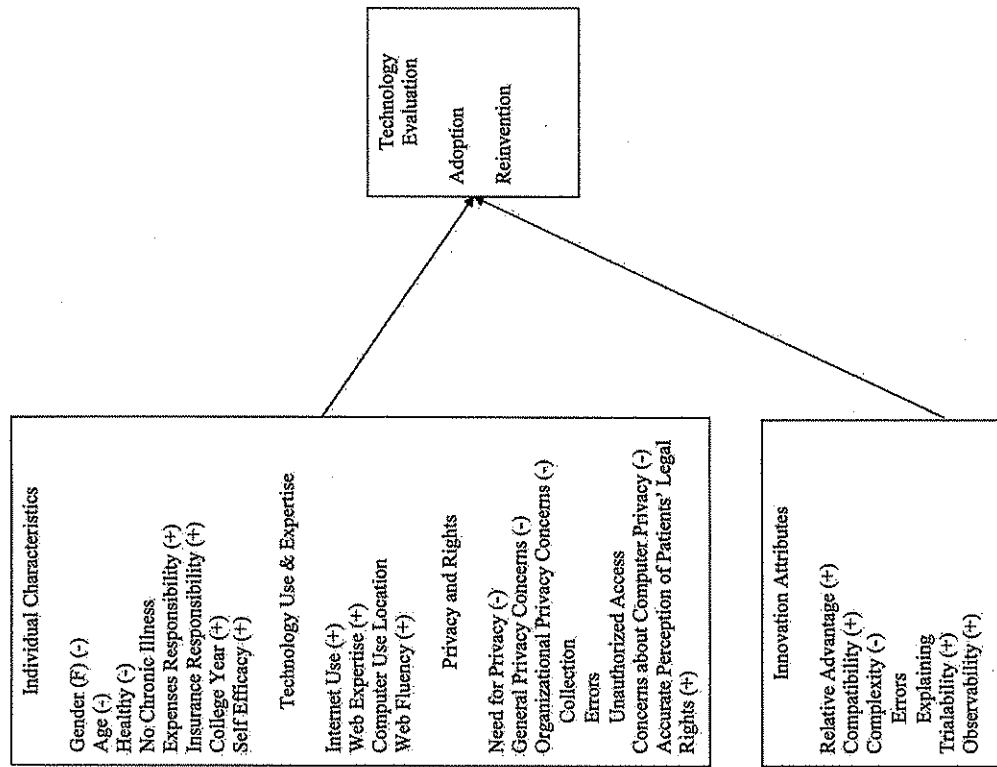 Individual Characteristics
Gender (F) (-)
Age (-)
Healthy (-)
No Chronic Illness
Expenses Responsibility (+)
Insurance Responsibility (+)
College Year (+)
Self Efficacy (+)
Technology Use & Expertise
Internet Use (+)
Web Expertise (+)
Computer Use Location
Web Fluency (+)
Privacy and Rights
Need for Privacy (-)
General Privacy Concerns (-)
Organizational Privacy Concerns (-)
Collection
Errors
Unauthorized Access
Concerns about Computer Privacy (-)
Accurate Perception of Patients' Legal
Rights (+)
Innovation Attributes
Relative Advantage (+)
Compatibility (+)
Complexity (-)
Errors
Explaining
Trialability (+)
Observability (+)
Technology
Evaluation
Adoption
Reinvention